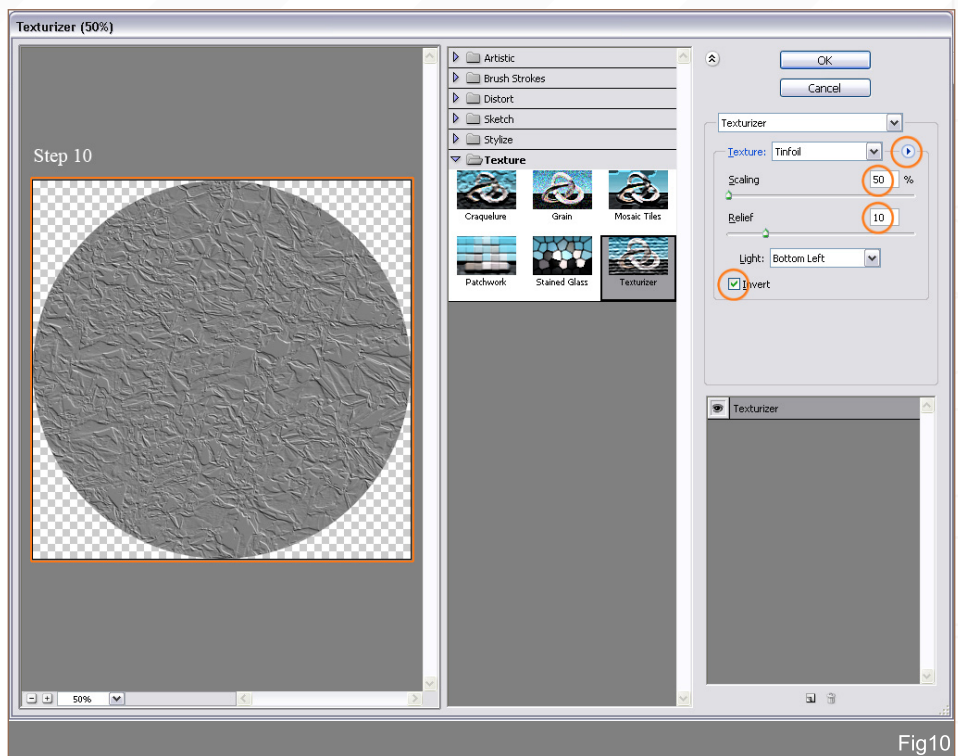 Texturizer (50%)
Step 10
50%
Artistic
Brush Strokes
Distort
Sketch
Stylize
Texture
Craquelure Grain Mosaic Tiles
Patchwork Stained Glass Texturizer
OK
Cancel
Texturizer
Texture: Tinfoil
Scaling 50 %
Relief 10
Light: Bottom Left
Invert
Texturizer
Fig10